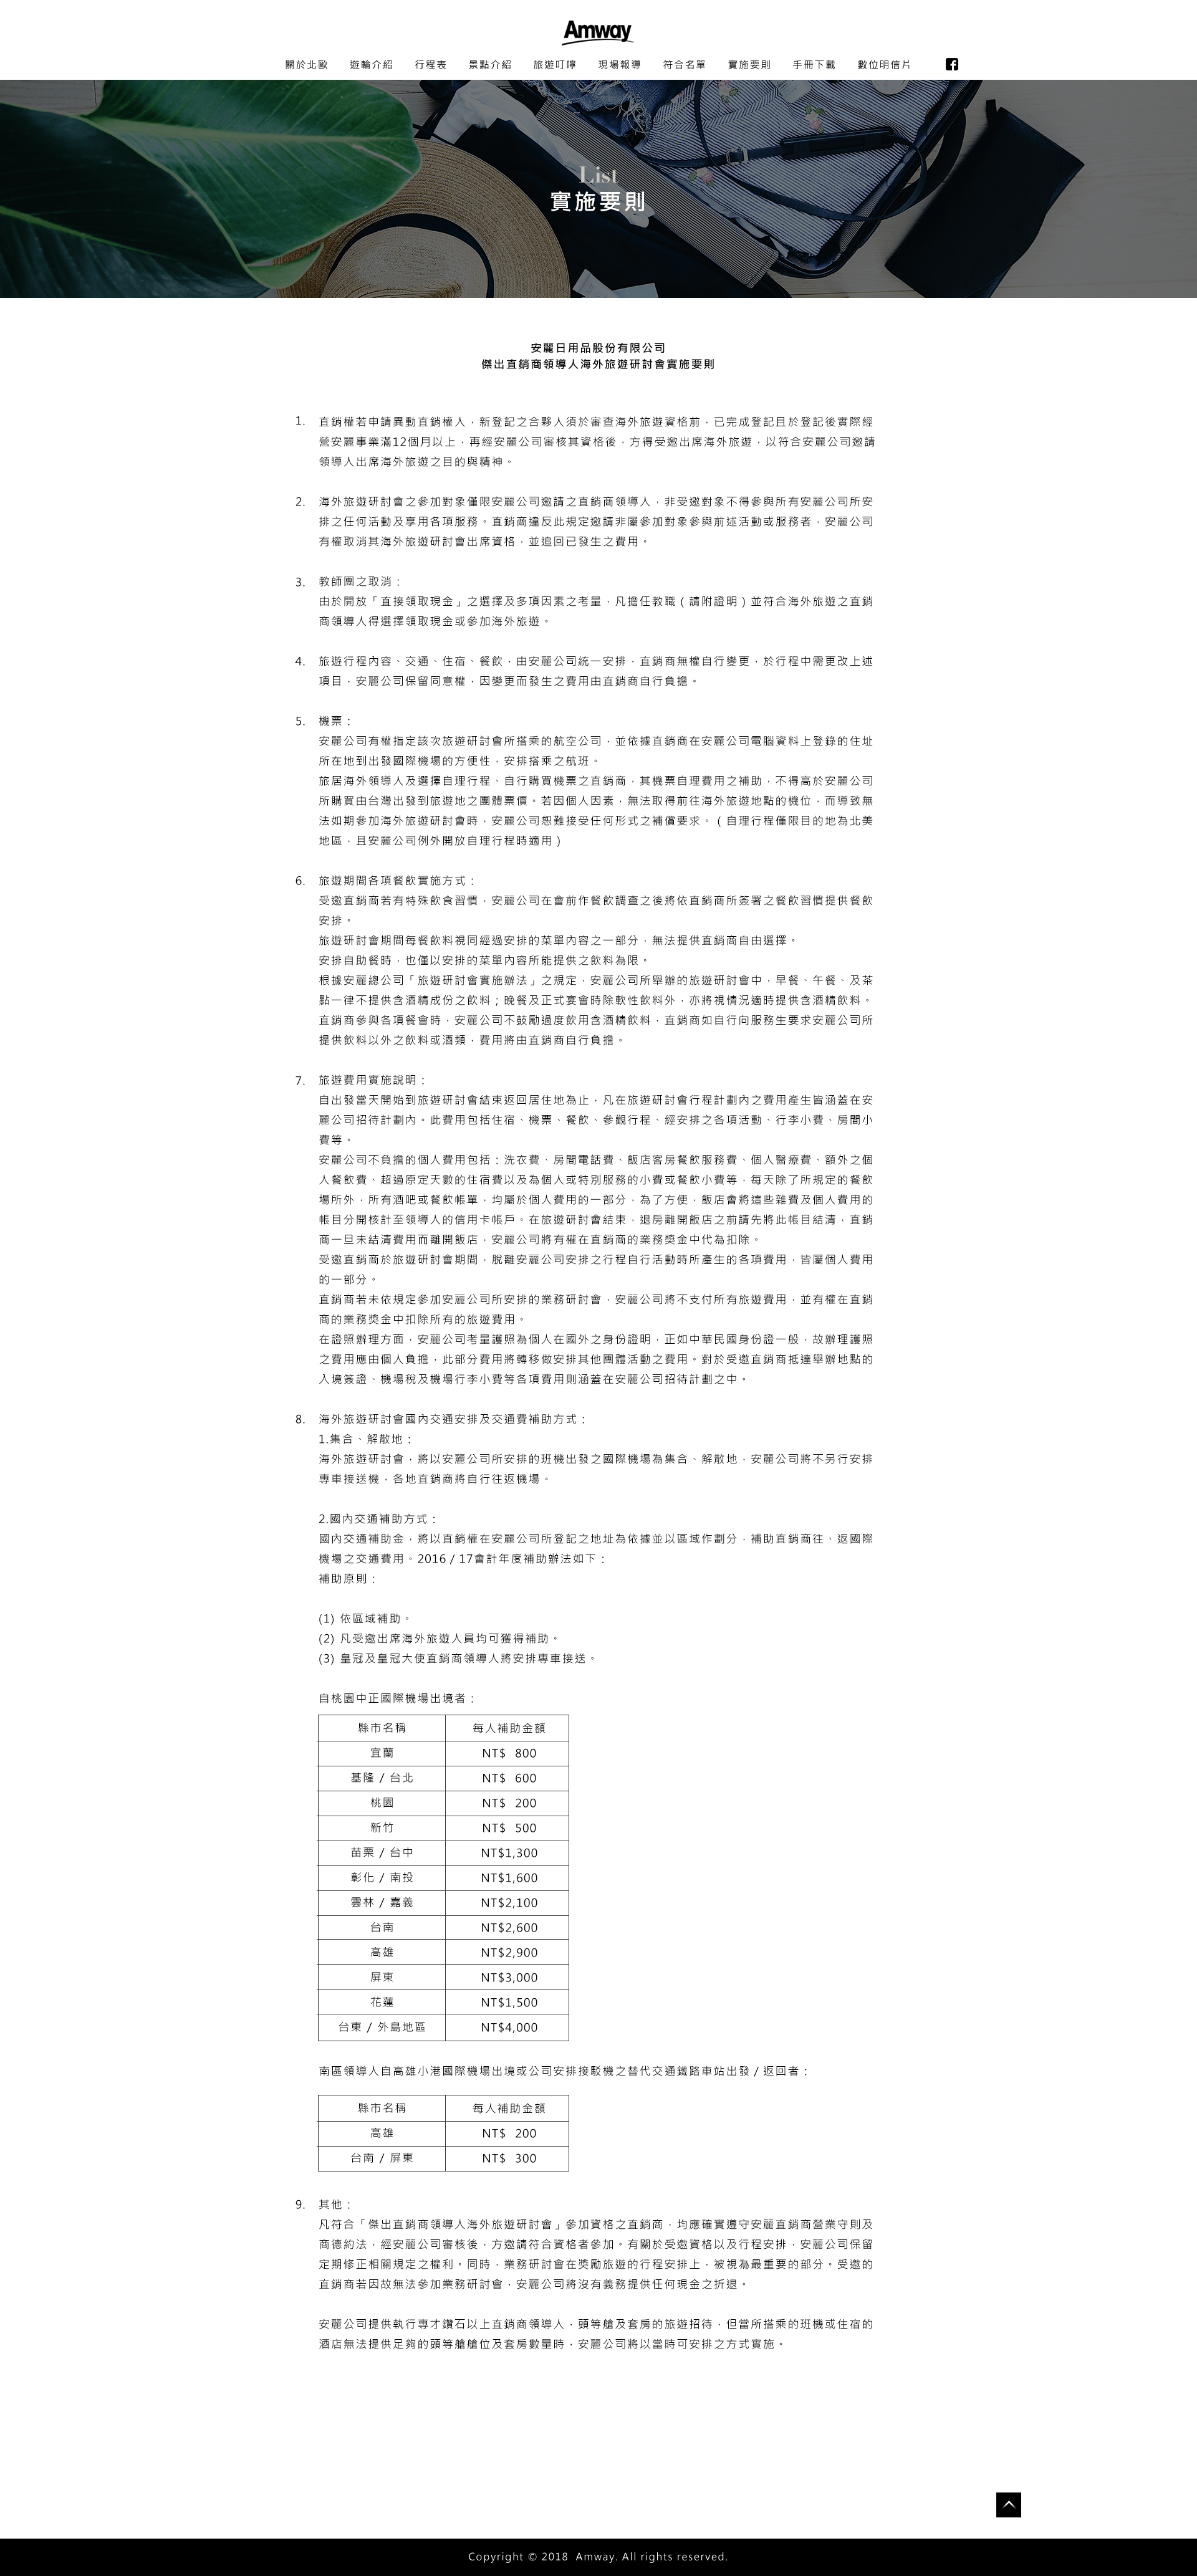 Amway
關於北歐 遊輪介紹 行程表 景點介紹 旅遊叮嚀 現場報導 符合名單 實施要則 手冊下載 數位明信片
List
實施要則
安麗日用品股份有限公司
傑出直銷商領導人海外旅遊研討會實施要則
1. 直銷權若申請異動直銷權人，新登記之合夥人須於審查海外旅遊資格前，已完成登記且於登記後實際經
營安麗事業滿12個月以上，再經安麗公司審核其資格後，方得受邀出席海外旅遊，以符合安麗公司邀請
領導人出席海外旅遊之目的與精神。
2. 海外旅遊研討會之參加對象僅限安麗公司邀請之直銷商領導人，非受邀對象不得參與所有安麗公司所安
排之任何活動及享用各項服務。直銷商違反此規定邀請非屬參加對象參與前述活動或服務者，安麗公司
有權取消其海外旅遊研討會出席資格，並追回已發生之費用。
3. 教師團之取消：
由於開放「直接領取現金」之選擇及多項因素之考量，凡擔任教職（請附證明）並符合海外旅遊之直銷
商領導人得選擇領取現金或參加海外旅遊。
4. 旅遊行程內容、交通、住宿、餐飲，由安麗公司統一安排，直銷商無權自行變更，於行程中需更改上述
項目，安麗公司保留同意權，因變更而發生之費用由直銷商自行負擔。
5. 機票：
安麗公司有權指定該次旅遊研討會所搭乘的航空公司，並依據直銷商在安麗公司電腦資料上登錄的住址
所在地到出發國際機場的方便性，安排搭乘之航班。
旅居海外領導人及選擇自理行程、自行購買機票之直銷商，其機票自理費用之補助，不得高於安麗公司
所購買由台灣出發到旅遊地之團體票價。若因個人因素，無法取得前往海外旅遊地點的機位，而導致無
法如期參加海外旅遊研討會時，安麗公司恕難接受任何形式之補償要求。（自理行程僅限目的地為北美
地區，且安麗公司例外開放自理行程時適用）
6. 旅遊期間各項餐飲實施方式：
受邀直銷商若有特殊飲食習慣，安麗公司在會前作餐飲調查之後將依直銷商所簽署之餐飲習慣提供餐飲
安排。
旅遊研討會期間每餐飲料視同經過安排的菜單內容之一部分，無法提供直銷商自由選擇。
安排自助餐時，也僅以安排的菜單內容所能提供之飲料為限。
根據安麗總公司「旅遊研討會實施辦法」之規定，安麗公司所舉辦的旅遊研討會中，早餐、午餐、及茶
點一律不提供含酒精成份之飲料；晚餐及正式宴會時除軟性飲料外，亦將視情況適時提供含酒精飲料。
直銷商參與各項餐會時，安麗公司不鼓勵過度飲用含酒精飲料，直銷商如自行向服務生要求安麗公司所
提供飲料以外之飲料或酒類，費用將由直銷商自行負擔。
7. 旅遊費用實施說明：
自出發當天開始到旅遊研討會結束返回居住地為止，凡在旅遊研討會行程計劃內之費用產生皆涵蓋在安
麗公司招待計劃內。此費用包括住宿、機票、餐飲、參觀行程、經安排之各項活動、行李小費、房間小
費等。
安麗公司不負擔的個人費用包括：洗衣費、房間電話費、飯店客房餐飲服務費、個人醫療費、額外之個
人餐飲費、超過原定天數的住宿費以及為個人或特別服務的小費或餐飲小費等，每天除了所規定的餐飲
場所外，所有酒吧或餐飲帳單，均屬於個人費用的一部分，為了方便，飯店會將這些雜費及個人費用的
帳目分開核計至領導人的信用卡帳戶。在旅遊研討會結束，退房離開飯店之前請先將此帳目結清，直銷
商一旦未結清費用而離開飯店，安麗公司將有權在直銷商的業務獎金中代為扣除。
受邀直銷商於旅遊研討會期間，脫離安麗公司安排之行程自行活動時所產生的各項費用，皆屬個人費用
的一部分。
直銷商若未依規定參加安麗公司所安排的業務研討會，安麗公司將不支付所有旅遊費用，並有權在直銷
商的業務獎金中扣除所有的旅遊費用。
在證照辦理方面，安麗公司考量護照為個人在國外之身份證明，正如中華民國身份證一般，故辦理護照
之費用應由個人負擔，此部分費用將轉移做安排其他團體活動之費用。對於受邀直銷商抵達舉辦地點的
入境簽證、機場稅及機場行李小費等各項費用則涵蓋在安麗公司招待計劃之中。
8. 海外旅遊研討會國內交通安排及交通費補助方式：
1.集合、解散地：
海外旅遊研討會，將以安麗公司所安排的班機出發之國際機場為集合、解散地，安麗公司將不另行安排
專車接送機，各地直銷商將自行往返機場。
2.國內交通補助方式：
國內交通補助金，將以直銷權在安麗公司所登記之地址為依據並以區域作劃分，補助直銷商往、返國際
機場之交通費用。2016 / 17會計年度補助辦法如下：
補助原則：
(1) 依區域補助。
(2) 凡受邀出席海外旅遊人員均可獲得補助。
(3) 皇冠及皇冠大使直銷商領導人將安排專車接送。
自桃園中正國際機場出境者：
縣市名稱 每人補助金額
宜蘭 NT$ 800
基隆 / 台北 NT$ 600
桃園 NT$ 200
新竹 NT$ 500
苗栗 / 台中 NT$1,300
彰化 / 南投 NT$1,600
雲林 / 嘉義 NT$2,100
台南 NT$2,600
高雄 NT$2,900
屏東 NT$3,000
花蓮 NT$1,500
台東 / 外島地區 NT$4,000
南區領導人自高雄小港國際機場出境或公司安排接駁機之替代交通鐵路車站出發 / 返回者：
縣市名稱 每人補助金額
高雄 NT$ 200
台南 / 屏東 NT$ 300
9. 其他：
凡符合「傑出直銷商領導人海外旅遊研討會」參加資格之直銷商，均應確實遵守安麗直銷商營業守則及
商德約法，經安麗公司審核後，方邀請符合資格者參加。有關於受邀資格以及行程安排，安麗公司保留
定期修正相關規定之權利。同時，業務研討會在獎勵旅遊的行程安排上，被視為最重要的部分。受邀的
直銷商若因故無法參加業務研討會，安麗公司將沒有義務提供任何現金之折退。
安麗公司提供執行專才鑽石以上直銷商領導人，頭等艙及套房的旅遊招待，但當所搭乘的班機或住宿的
酒店無法提供足夠的頭等艙艙位及套房數量時，安麗公司將以當時可安排之方式實施。
Copyright © 2018 Amway. All rights reserved.